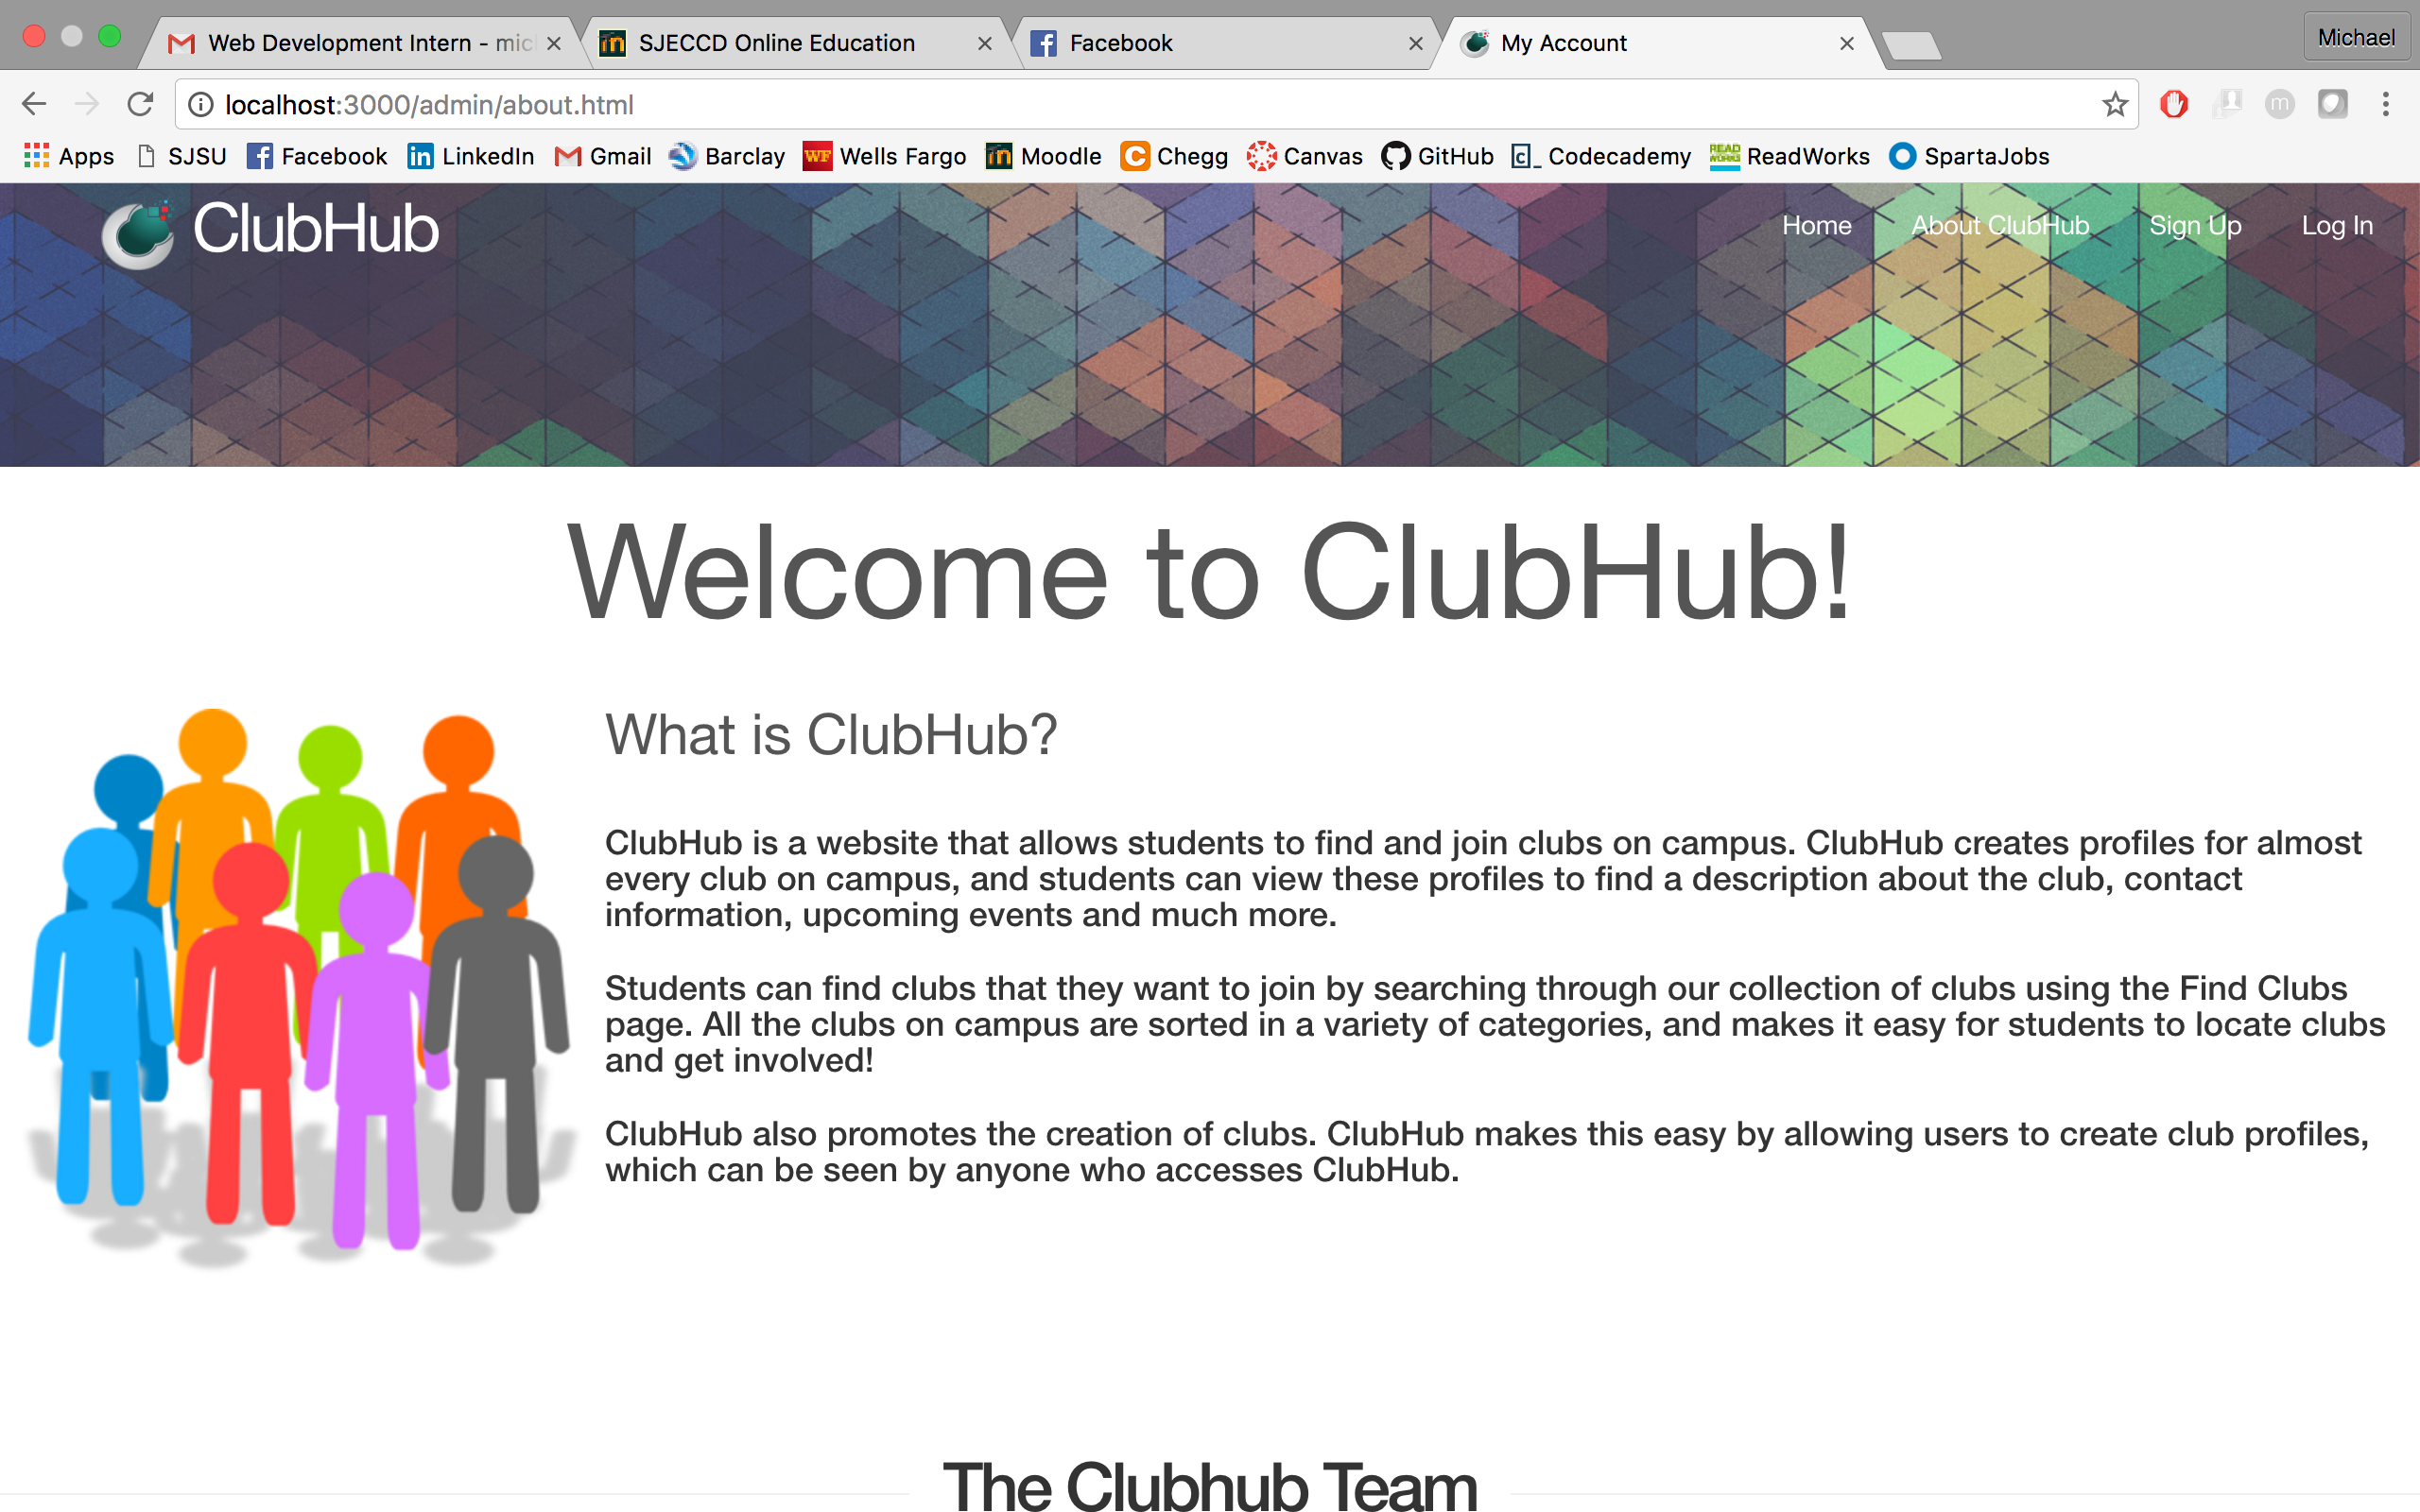 Web Development Intern - mic
SJECCD Online Education
Facebook
My Account
Michael
localhost:3000/admin/about.html
m
Apps
SJSU
Facebook
LinkedIn
Gmail
Barclay
WF Wells Fargo
Moodle
Chegg
Canvas
GitHub
Codecademy
READ WORKS ReadWorks
SpartaJobs
ClubHub
Home
About ClubHub
Sign Up
Log In
Welcome to ClubHub!
What is ClubHub?
ClubHub is a website that allows students to find and join clubs on campus. ClubHub creates profiles for almost
every club on campus, and students can view these profiles to find a description about the club, contact
information, upcoming events and much more.
Students can find clubs that they want to join by searching through our collection of clubs using the Find Clubs
page. All the clubs on campus are sorted in a variety of categories, and makes it easy for students to locate clubs
and get involved!
ClubHub also promotes the creation of clubs. ClubHub makes this easy by allowing users to create club profiles,
which can be seen by anyone who accesses ClubHub.
The Clubhub Team